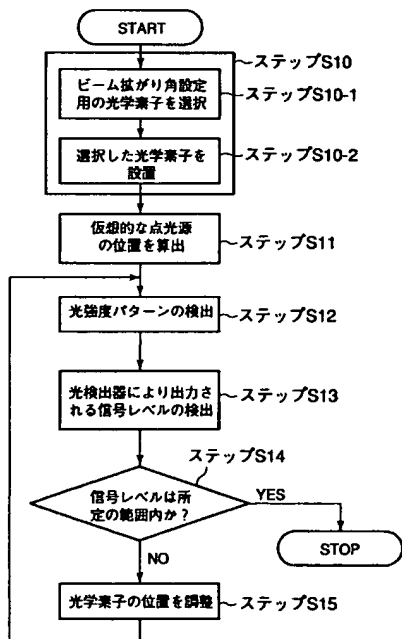 START
ステップS10
ビーム拡がり角設定
用の光学素子を選択
ステップS10-1
選択した光学素子を
設置
ステップS10-2
仮想的な点光源
の位置を算出
ステップS11
光強度パターンの検出
ステップS12
光検出器により出力さ
れる信号レベルの検出
ステップS13
ステップS14
信号レベルは所
定の範囲内か?
YES
STOP
NO
光学素子の位置を調整
ステップS15